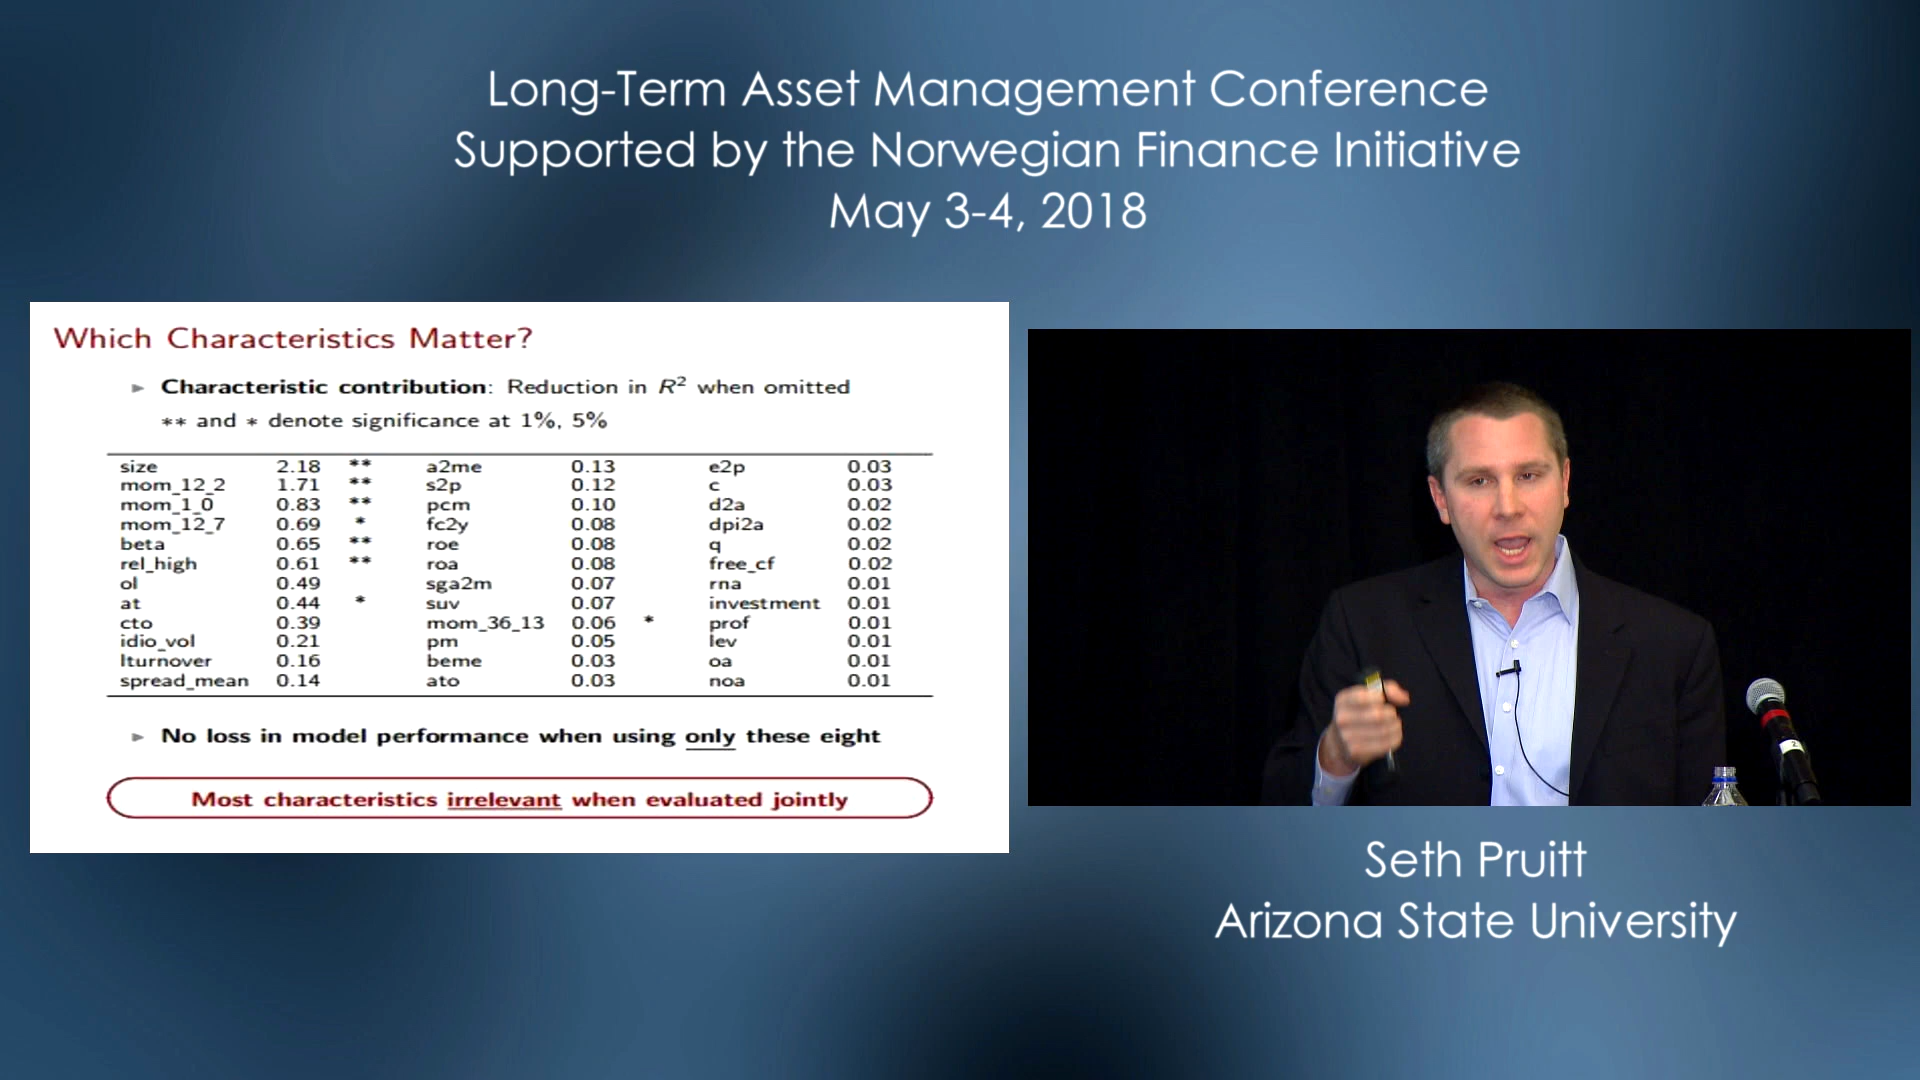 Long-Term Asset Management Conference
Supported by the Norwegian Finance Initiative
May 3-4, 2018
Which Characteristics Matter?
► Characteristic contribution: Reduction in R² when omitted
** and * denote significance at 1%, 5%
size 2.18 ** a2me 0.13 e2p 0.03
mom_12_2 1.71 ** s2p 0.12 c 0.03
mom_1_0 0.83 ** pcm 0.10 d2a 0.02
mom_12_7 0.69 * fc2y 0.08 dpi2a 0.02
beta 0.65 ** roe 0.08 q 0.02
rel_high 0.61 ** roa 0.08 free_cf 0.02
ol 0.49 sga2m 0.07 rna 0.01
at 0.44 * suv 0.07 investment 0.01
cto 0.39 mom_36_13 0.06 * prof 0.01
idio_vol 0.21 pm 0.05 lev 0.01
lturnover 0.16 beme 0.03 oa 0.01
spread_mean 0.14 ato 0.03 noa 0.01
► No loss in model performance when using only these eight
Most characteristics irrelevant when evaluated jointly
2
Seth Pruitt
Arizona State University